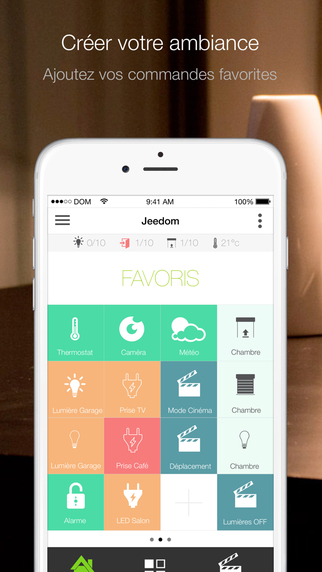 Créer votre ambiance
Ajoutez vos commandes favorites
DOM 9:41 AM 100%
Jeedom
0/10 1/10 1/10 21°c
FAVORIS
Thermostat Caméra Météo Chambre
Lumière Garage Prise TV Mode Cinéma Chambre
Lumière Garage Prise Café Déplacement Chambre
Alarme LED Salon Lumières OFF